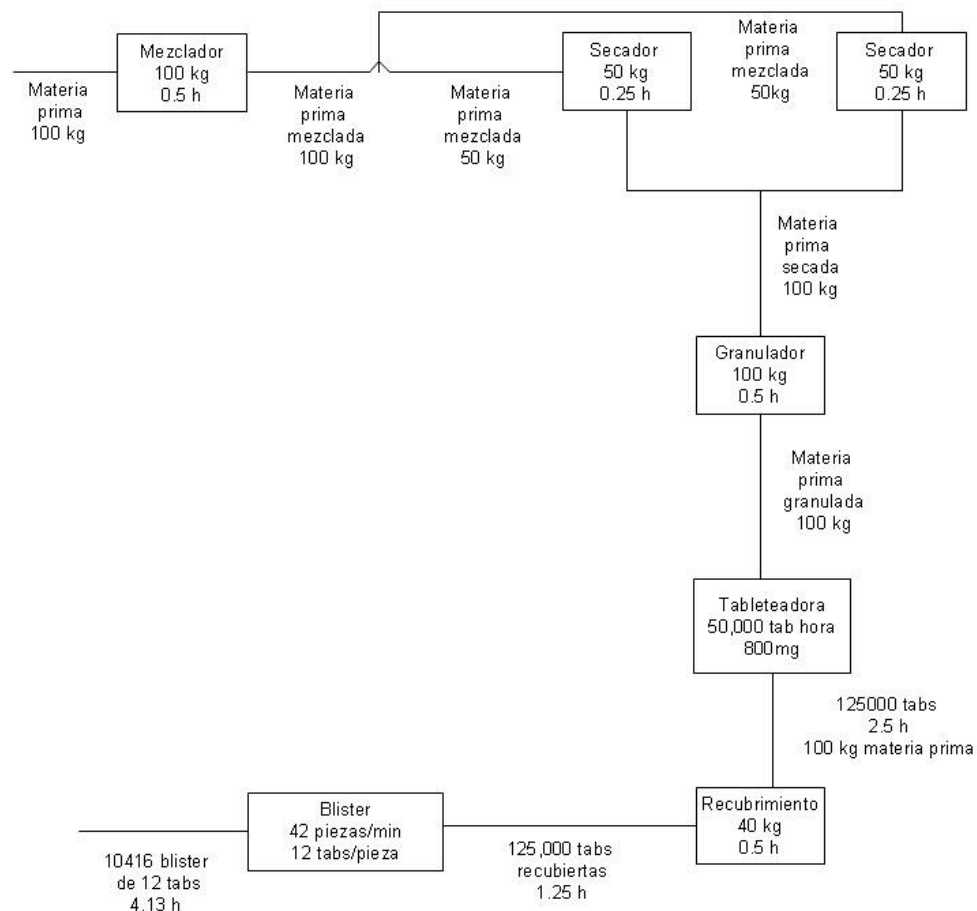 Materia
prima
100 kg
Mezclador
100 kg
0.5 h
Materia
prima
mezclada
100 kg
Materia
prima
mezclada
50 kg
Secador
50 kg
0.25 h
Materia
prima
mezclada
50kg
Secador
50 kg
0.25 h
Materia
prima
secada
100 kg
Granulador
100 kg
0.5 h
Materia
prima
granulada
100 kg
Tableteadora
50,000 tab hora
800mg
125000 tabs
2.5 h
100 kg materia prima
Recubrimiento
40 kg
0.5 h
125,000 tabs
recubiertas
1.25 h
Blister
42 piezas/min
12 tabs/pieza
10416 blister
de 12 tabs
4.13 h